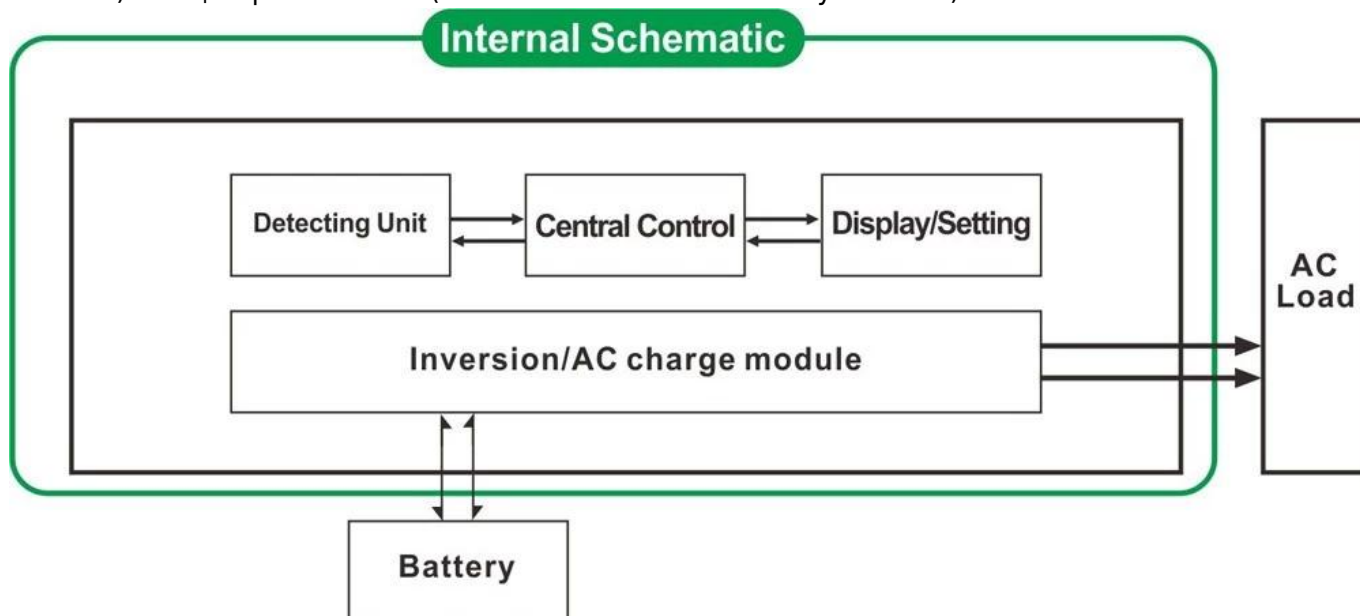 Internal Schematic
Detecting Unit
Central Control
Display/Setting
AC
Load
Inversion/AC charge module
Battery